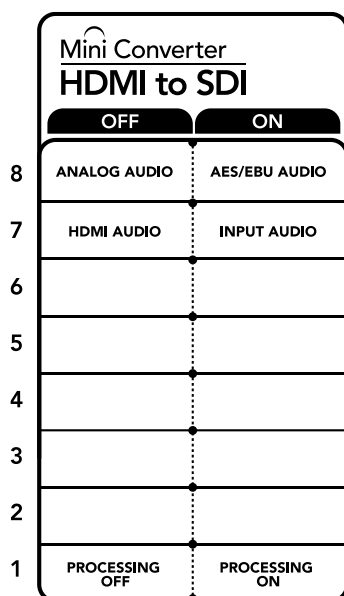 Mini Converter
HDMI to SDI
OFF ON
8 ANALOG AUDIO AES/EBU AUDIO
7 HDMI AUDIO INPUT AUDIO
6
5
4
3
2
1 PROCESSING OFF PROCESSING ON